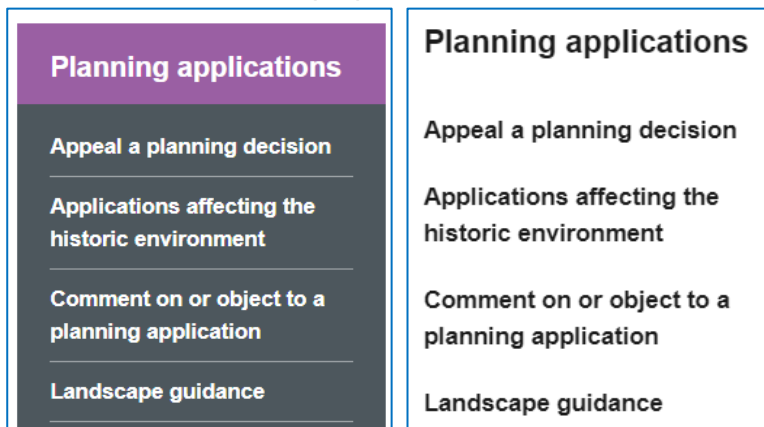 Planning applications
Appeal a planning decision
Applications affecting the
historic environment
Comment on or object to a
planning application
Landscape guidance
Planning applications
Appeal a planning decision
Applications affecting the
historic environment
Comment on or object to a
planning application
Landscape guidance